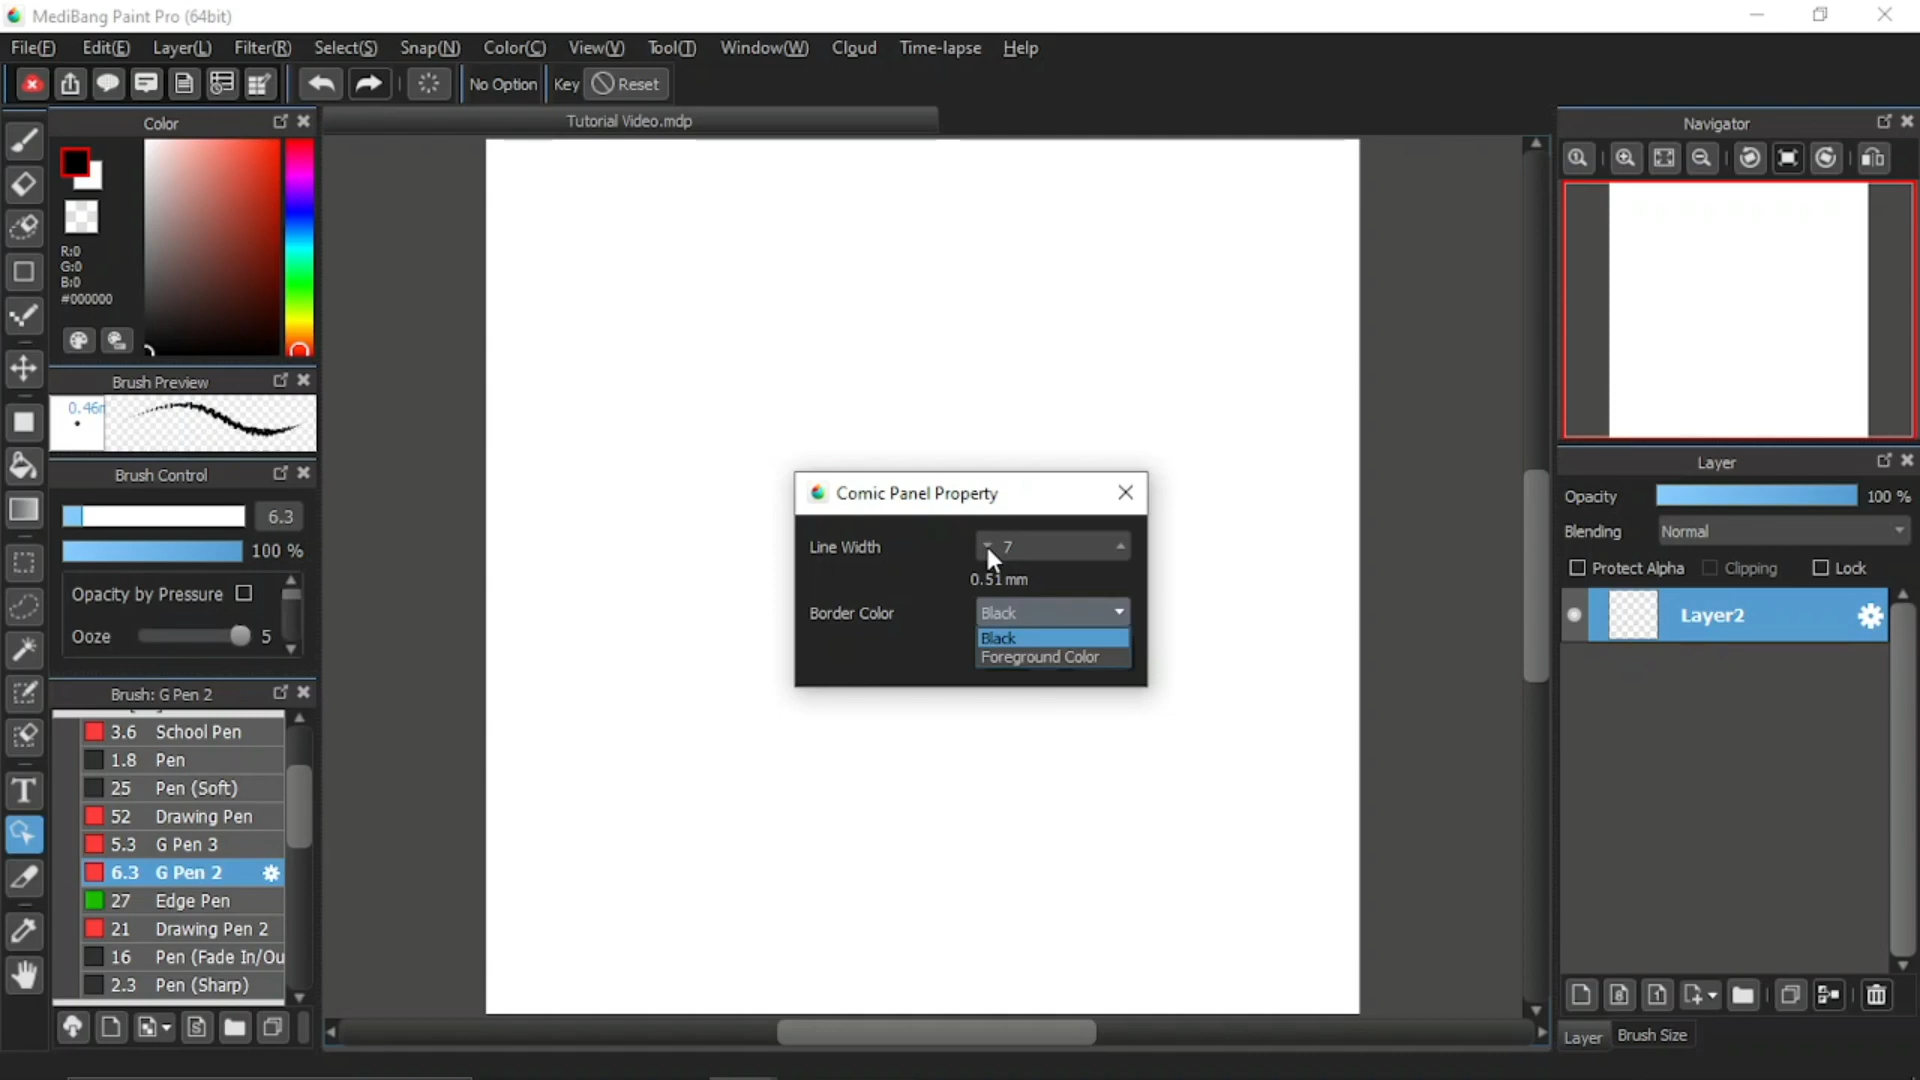 MediBang Paint Pro (64bit)
File(F) Edit(E) Layer(L) Filter(R) Select(S) Snap(N) Color(C) View(V) Tool(T) Window(W) Cloud Time-lapse Help
No Option Key Reset
Color
Tutorial Video.mdp
Navigator
R:0
G:0
B:0
#000000
Brush Preview
0.46m
Brush Control
6.3
100 %
Opacity by Pressure
Ooze 5
Brush: G Pen 2
3.6 School Pen
1.8 Pen
25 Pen (Soft)
52 Drawing Pen
5.3 G Pen 3
6.3 G Pen 2
27 Edge Pen
21 Drawing Pen 2
16 Pen (Fade In/Ou
2.3 Pen (Sharp)
Comic Panel Property
Line Width 7
0.51 mm
Border Color Black
Black
Foreground Color
Layer
Opacity 100 %
Blending Normal
Protect Alpha Clipping Lock
Layer2
8 1
Layer Brush Size